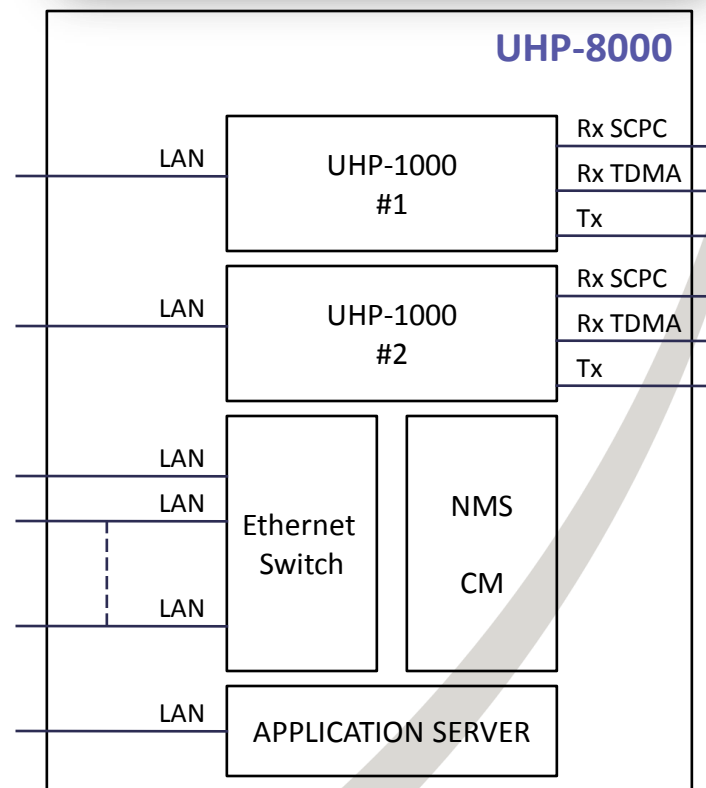 UHP-8000
LAN
UHP-1000
#1
Rx SCPC
Rx TDMA
Tx
LAN
UHP-1000
#2
Rx SCPC
Rx TDMA
Tx
LAN
LAN
LAN
Ethernet
Switch
NMS
CM
LAN
APPLICATION SERVER